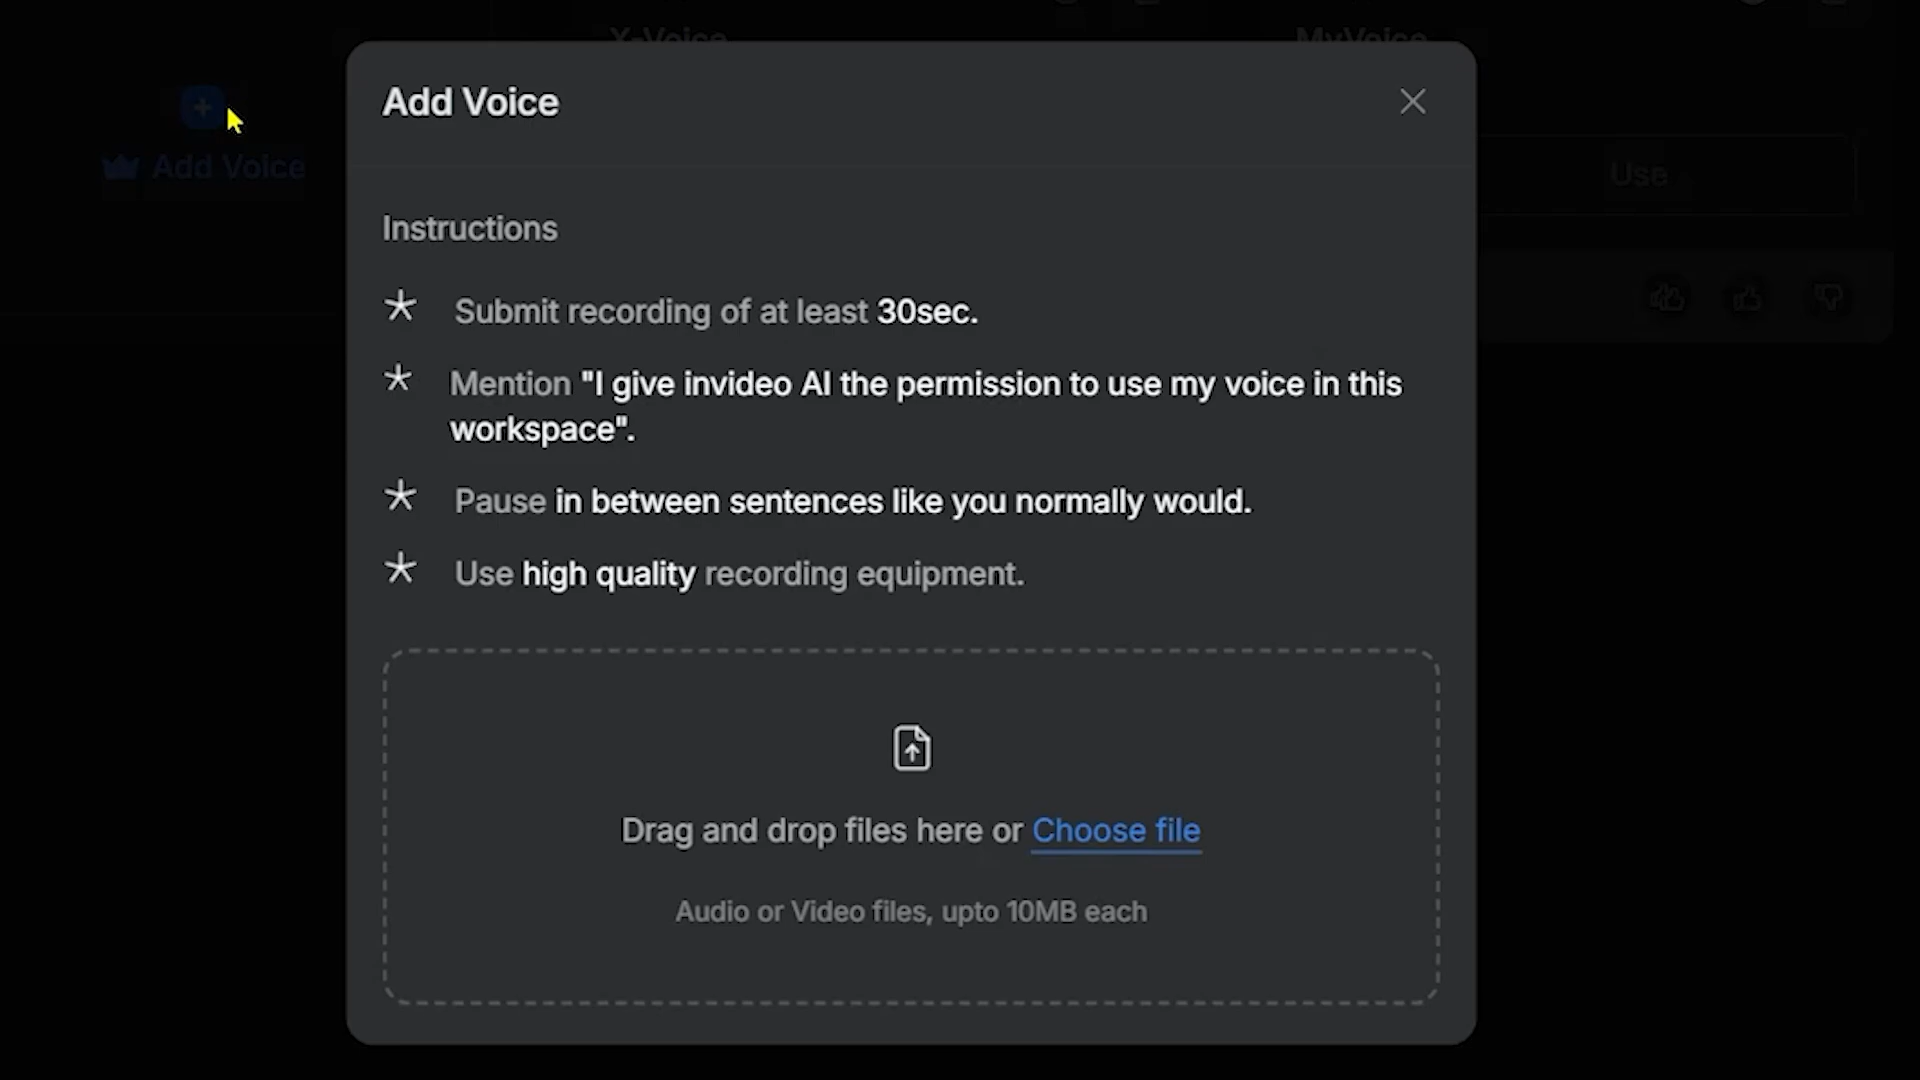 X-Voice
MyVoice
Add Voice
Add Voice
Use
Instructions
Submit recording of at least 30sec.
Mention "I give invideo AI the permission to use my voice in this
workspace".
Pause in between sentences like you normally would.
Use high quality recording equipment.
Drag and drop files here or Choose file
Audio or Video files, upto 10MB each